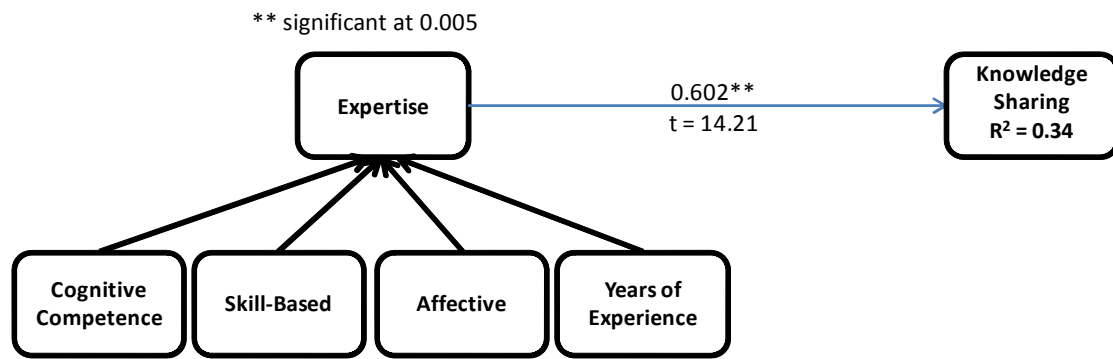 ** significant at 0.005
Expertise
0.602**
t = 14.21
Knowledge
Sharing
R² = 0.34
Cognitive
Competence
Skill-Based
Affective
Years of
Experience